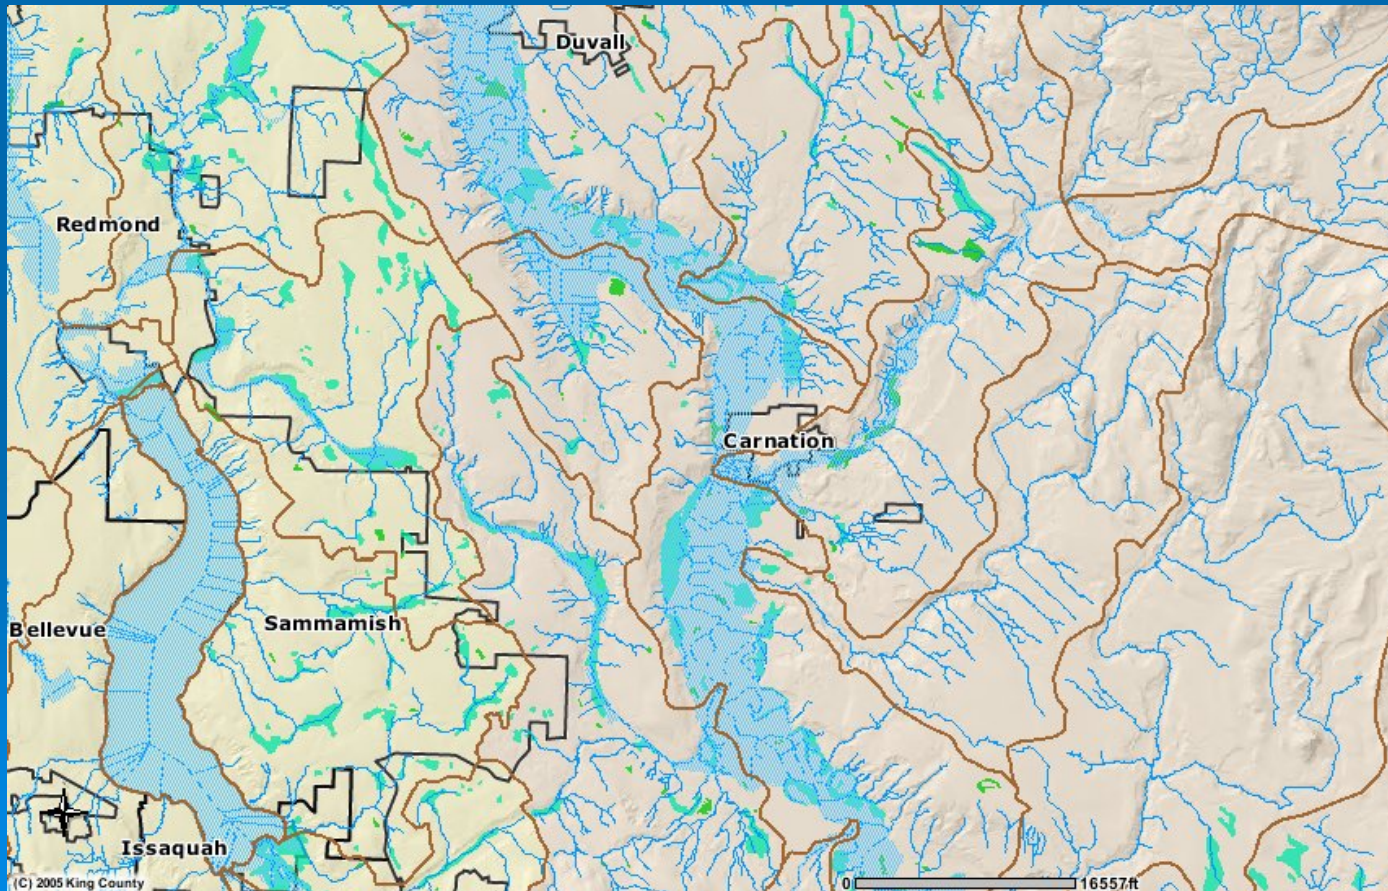 Duvall
Redmond
Carnation
Bellevue
Sammamish
Issaquah
(C) 2005 King County
0 16557ft